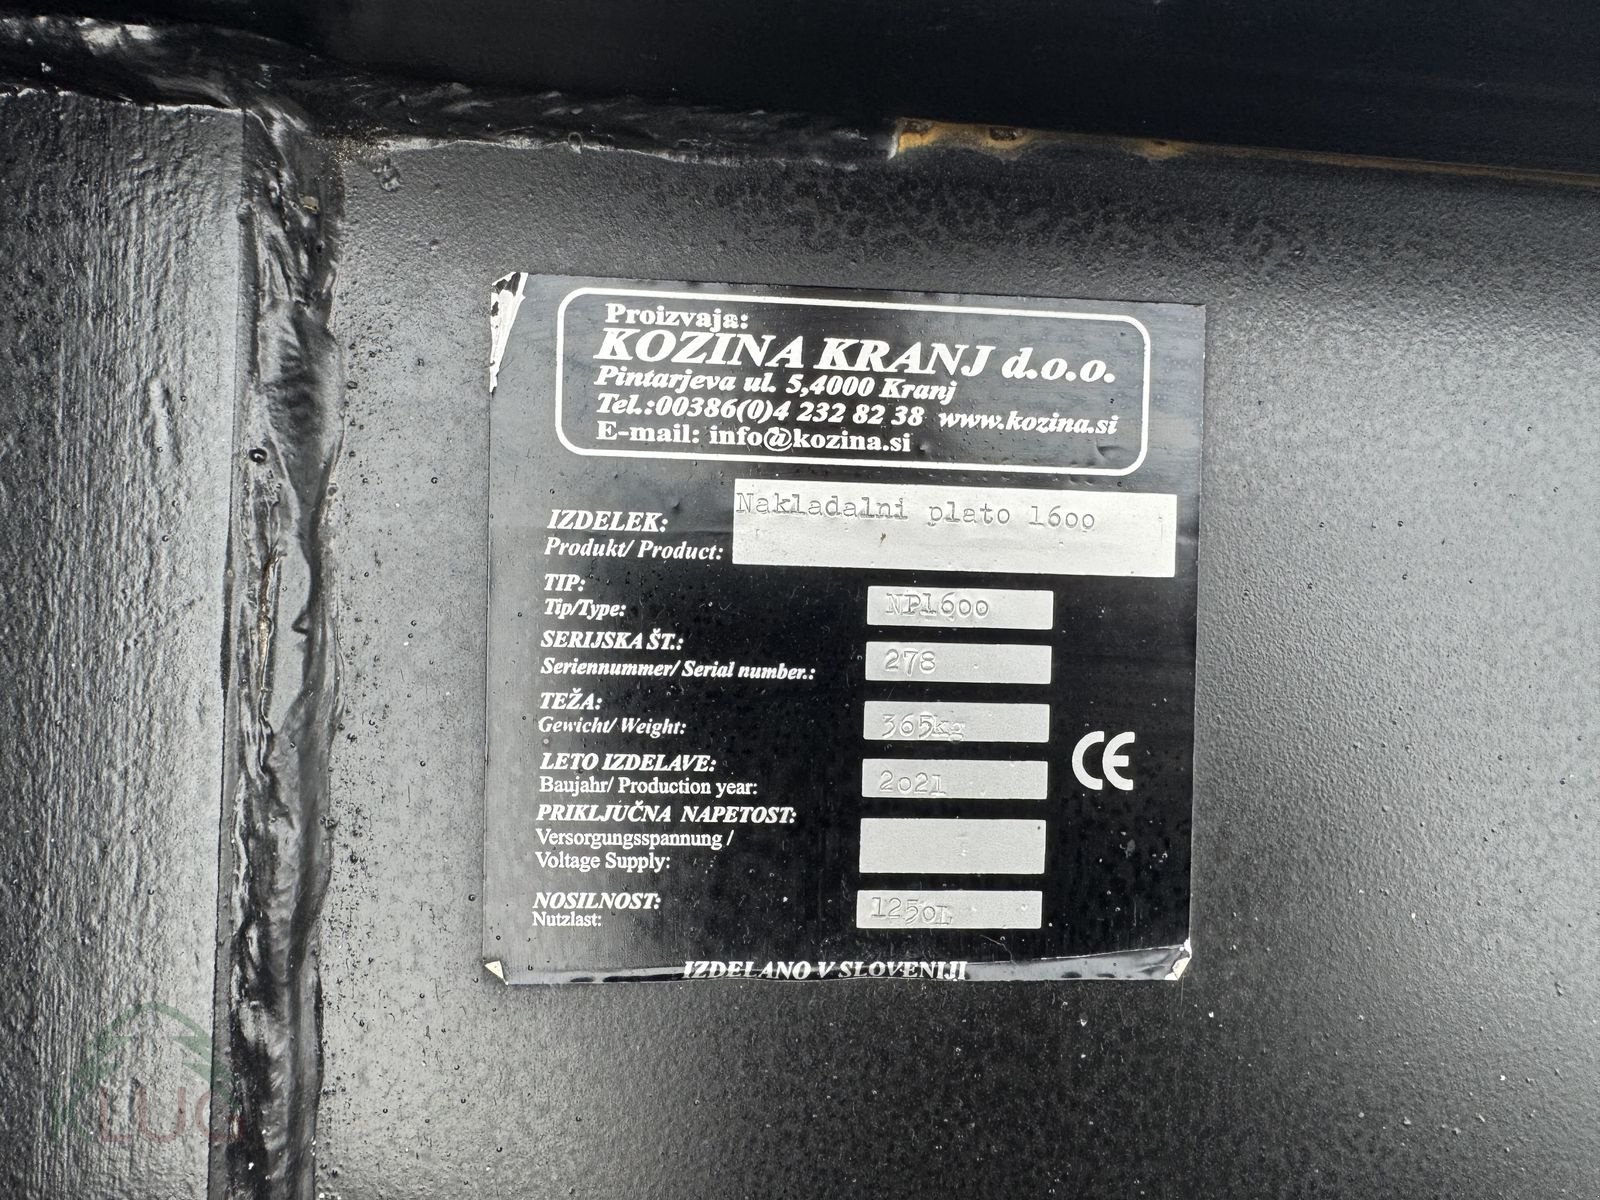 Proizvaja:
KOZINA KRANJ d.o.o.
Pintarjeva ul. 5,4000 Kranj
Tel.:00386(0)4 232 82 38 www.kozina.si
E-mail: info@kozina.si
IZDELEK: Nakladalni plato 1600
Produkt/ Product:
TIP:
Tip/Type: NP1600
SERIJSKA ŠT.:
Seriennummer/ Serial number.: 278
TEŽA:
Gewicht/ Weight: 365kg
LETO IZDELAVE:
Baujahr/ Production year: 2021
PRIKLJUČNA NAPETOST:
Versorgungsspannung /
Voltage Supply:
NOSILNOST: 1250L
Nutzlast:
CE
IZDELANO V SLOVENIJI
LUG